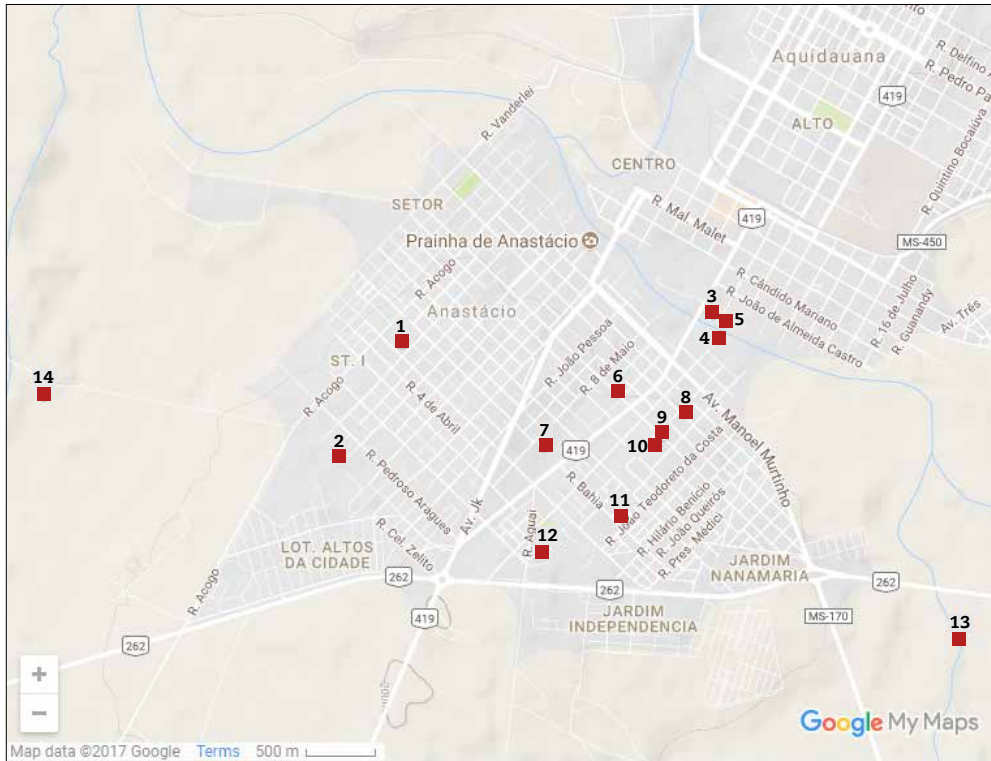 Aquidauana
R. Delfino
R. Pedro
419
ALTO
R. Quintino Bocaiúva
R. Vanderlei
CENTRO
SETOR
R. Mal. Malet
419
MS-450
Prainha de Anastácio
R. Acogo
R. Cândido Mariano
R. João de Almeida Castro
R. 16 de Julho
R. Guanandy
Av. Três
Anastácio
3
5
4
1
ST. I
R. João Pessoa
R. 8 de Maio
14
6
R. Acogo
R. 4 de Abril
8
Av. Manoel Murtinho
9
10
2
7
419
R. Pedroso Aragues
R. Bahia
11
R. João Teodoreto da Costa
R. Hilário Benício
R. João Queirós
R. Pres. Médici
Av. Jk
R. Aquai
12
R. Cel. Zelito
LOT. ALTOS
DA CIDADE
R. Acogo
262
262
262
JARDIM
NANAMARIA
JARDIM
INDEPENDENCIA
419
MS-170
13
262
+
−
Google My Maps
Map data ©2017 Google Terms 500 m